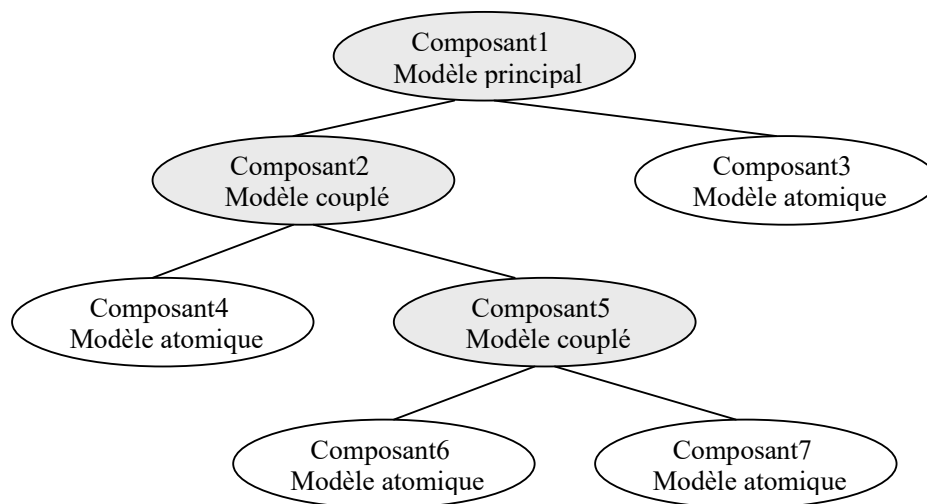 Composant1
Modèle principal
Composant2
Modèle couplé
Composant3
Modèle atomique
Composant4
Modèle atomique
Composant5
Modèle couplé
Composant6
Modèle atomique
Composant7
Modèle atomique